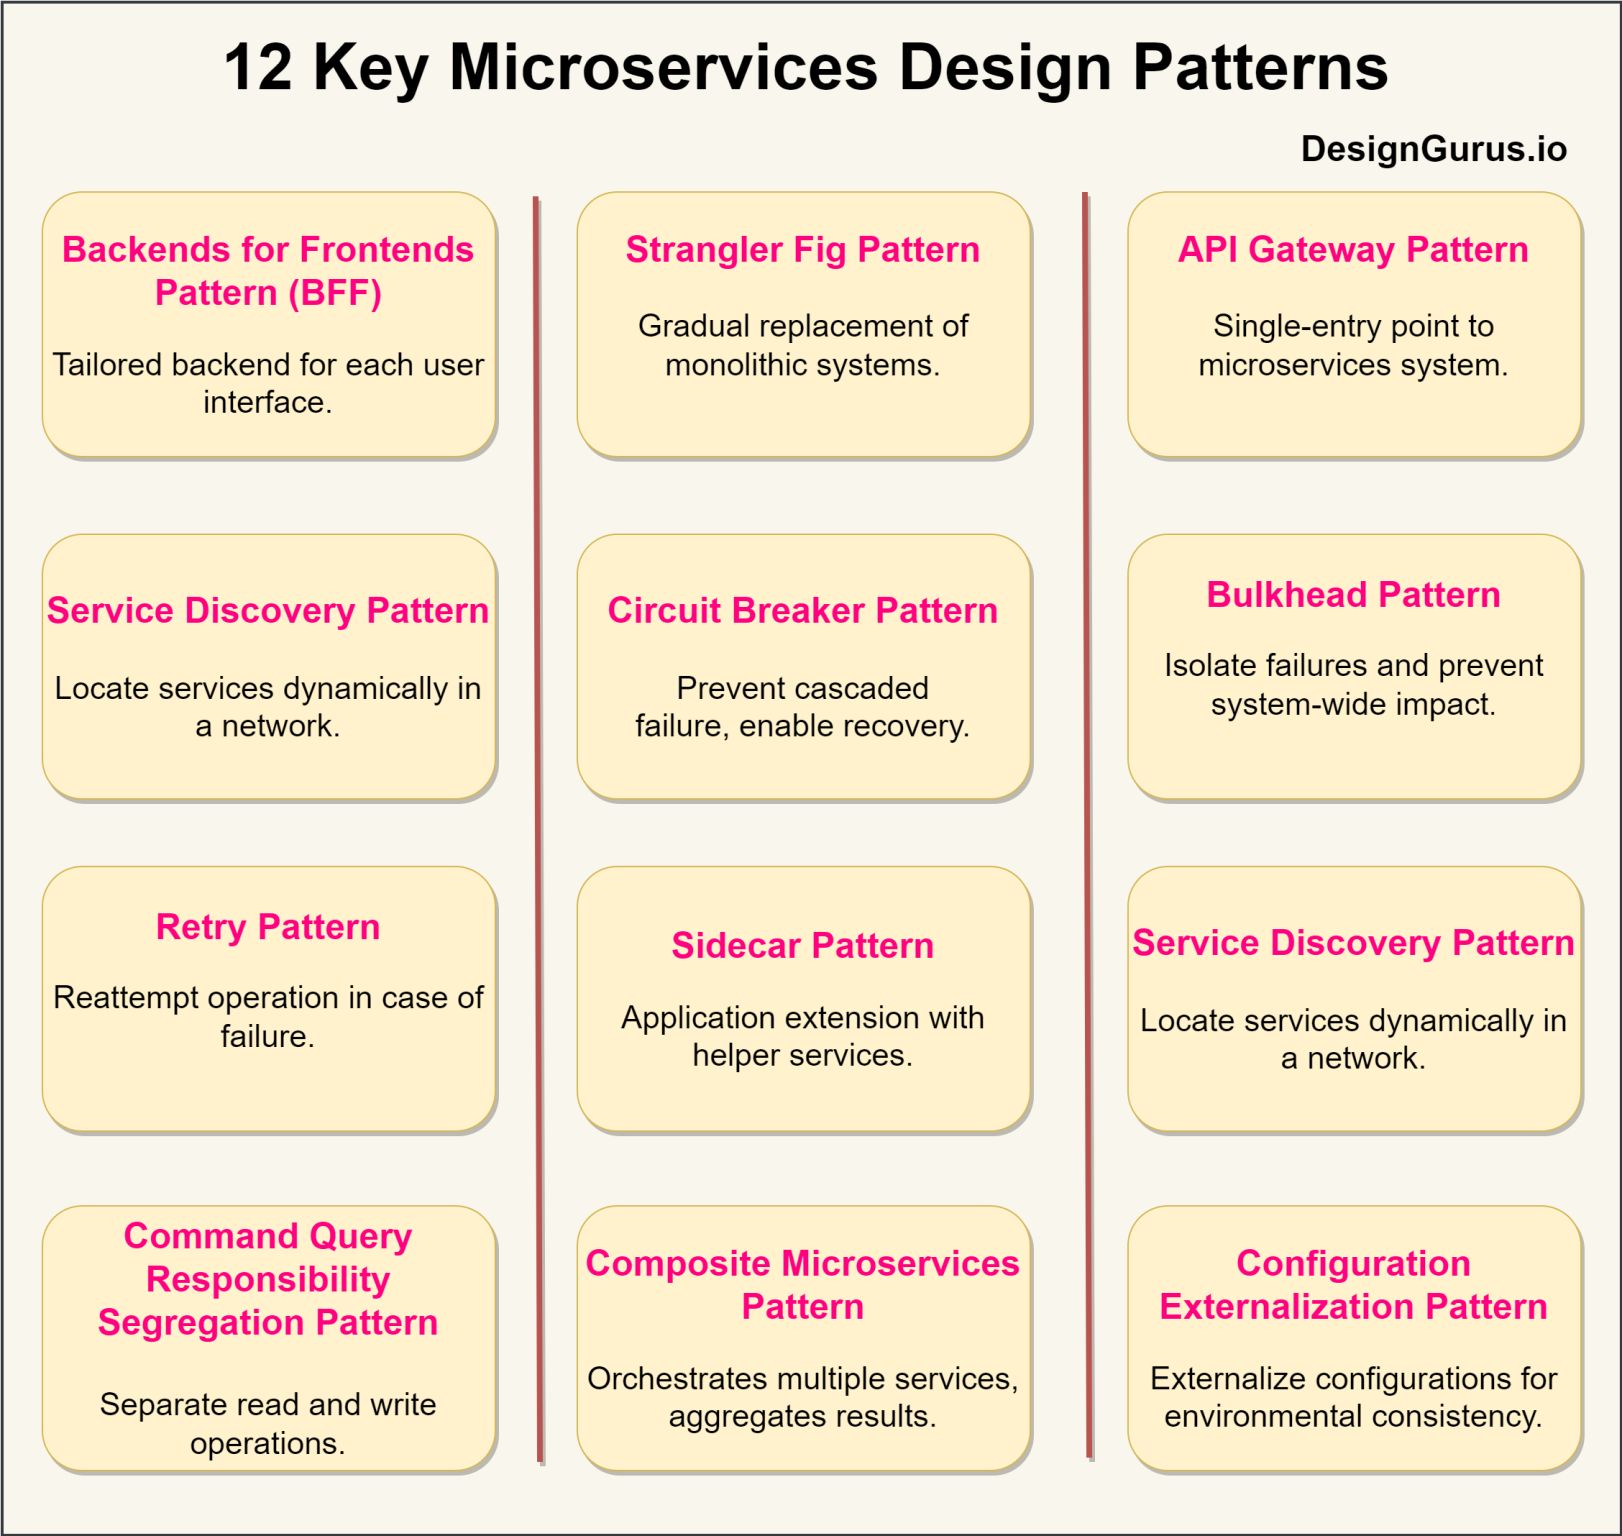 12 Key Microservices Design Patterns
DesignGurus.io
Backends for Frontends
Pattern (BFF)
Tailored backend for each user
interface.
Strangler Fig Pattern
Gradual replacement of
monolithic systems.
API Gateway Pattern
Single-entry point to
microservices system.
Service Discovery Pattern
Locate services dynamically in
a network.
Circuit Breaker Pattern
Prevent cascaded
failure, enable recovery.
Bulkhead Pattern
Isolate failures and prevent
system-wide impact.
Retry Pattern
Reattempt operation in case of
failure.
Sidecar Pattern
Application extension with
helper services.
Service Discovery Pattern
Locate services dynamically in
a network.
Command Query
Responsibility
Segregation Pattern
Separate read and write
operations.
Composite Microservices
Pattern
Orchestrates multiple services,
aggregates results.
Configuration
Externalization Pattern
Externalize configurations for
environmental consistency.